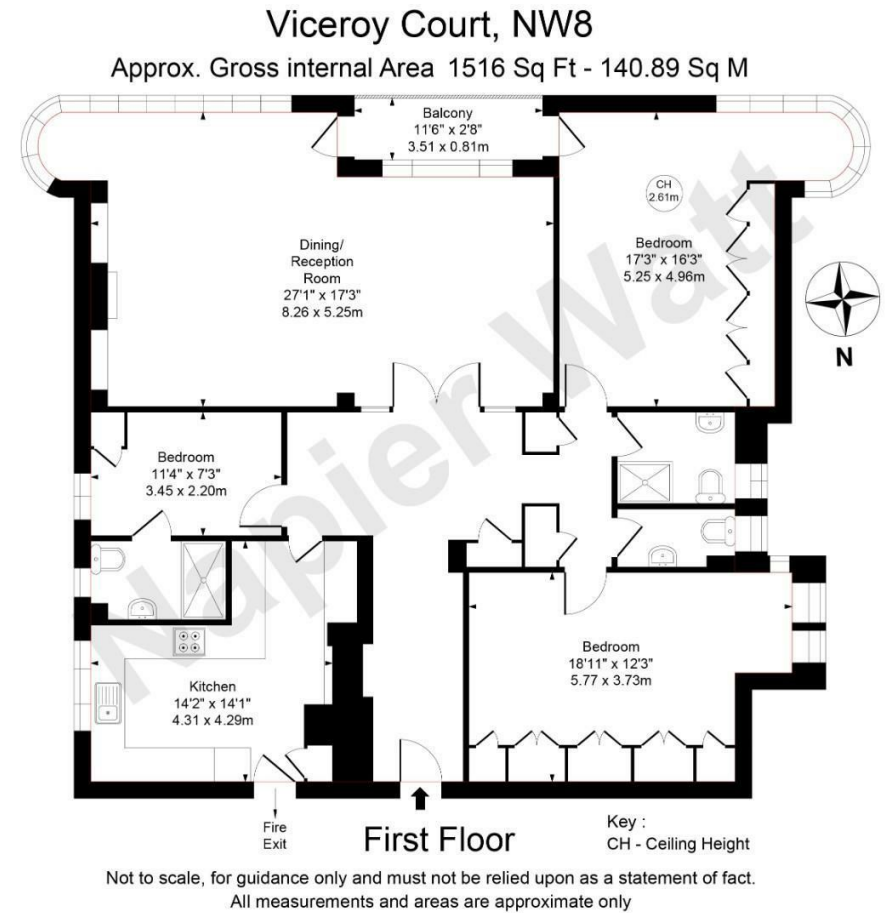 Viceroy Court, NW8
Approx. Gross internal Area 1516 Sq Ft - 140.89 Sq M
Balcony
11'6" x 2'8"
3.51 x 0.81m
CH
2.61m
Dining/
Reception
Room
27'1" x 17'3"
8.26 x 5.25m
Bedroom
17'3" x 16'3"
5.25 x 4.96m
N
Bedroom
11'4" x 7'3"
3.45 x 2.20m
Kitchen
14'2" x 14'1"
4.31 x 4.29m
Bedroom
18'11" x 12'3"
5.77 x 3.73m
Napier Watt
Fire
Exit
First Floor
Key :
CH - Ceiling Height
Not to scale, for guidance only and must not be relied upon as a statement of fact.
All measurements and areas are approximate only